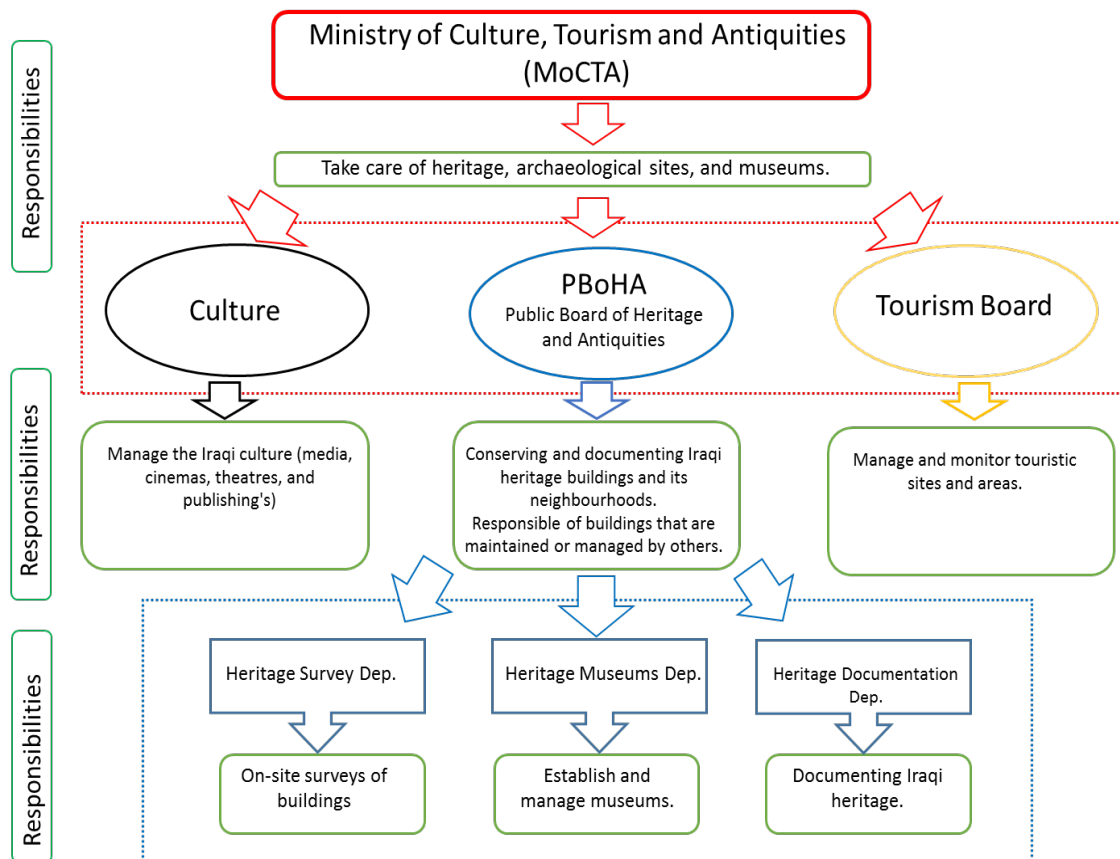 Ministry of Culture, Tourism and Antiquities
(MoCTA)
Responsibilities
Take care of heritage, archaeological sites, and museums.
Culture
PBoHA
Public Board of Heritage
and Antiquities
Tourism Board
Responsibilities
Manage the Iraqi culture (media,
cinemas, theatres, and
publishing's)
Conserving and documenting Iraqi
heritage buildings and its
neighbourhoods.
Responsible of buildings that are
maintained or managed by others.
Manage and monitor touristic
sites and areas.
Responsibilities
Heritage Survey Dep.
Heritage Museums Dep.
Heritage Documentation
Dep.
On-site surveys of
buildings
Establish and
manage museums.
Documenting Iraqi
heritage.